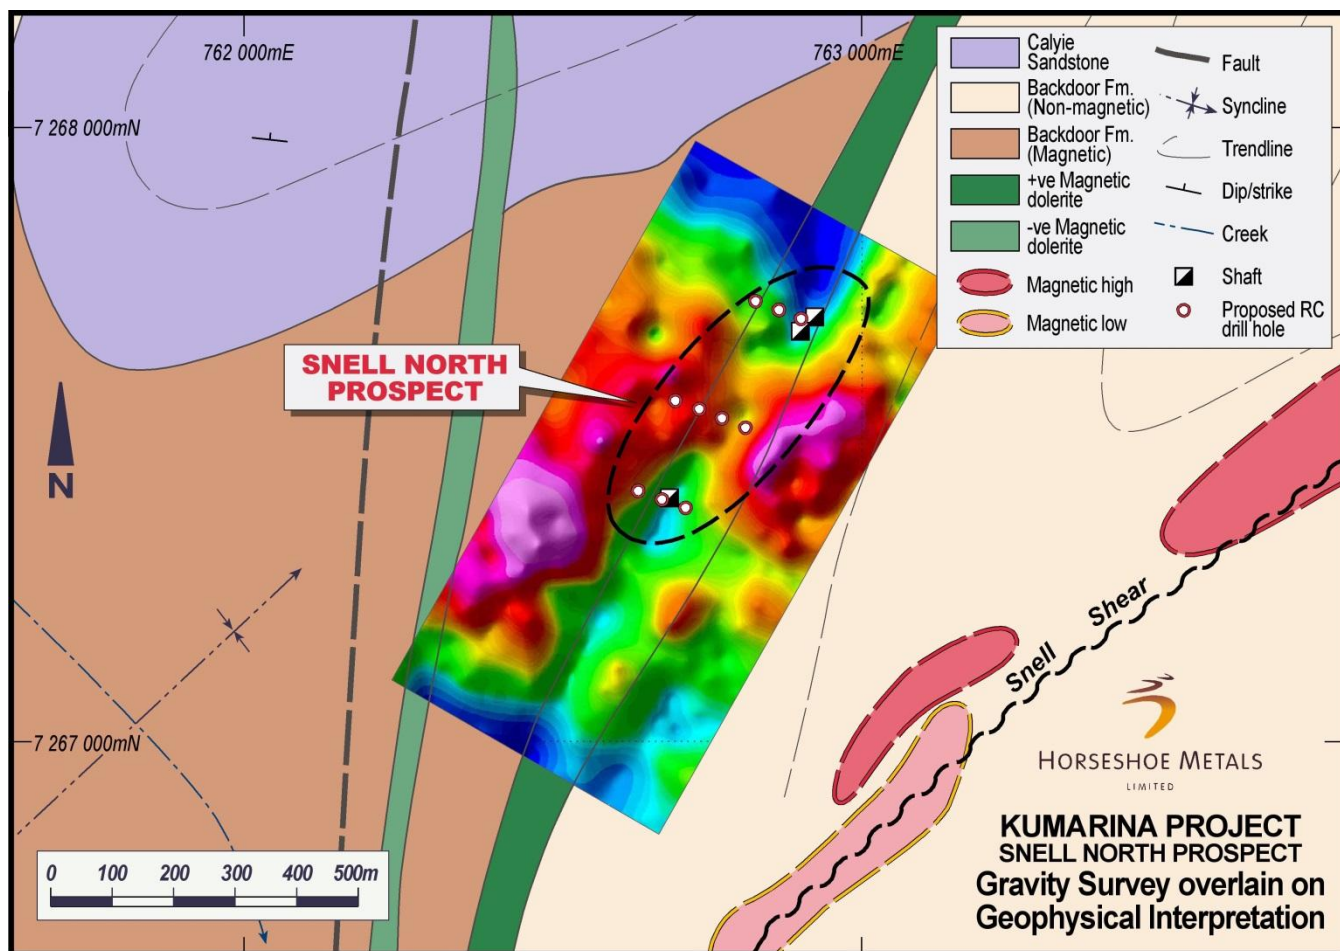 762 000mE
763 000mE
7 268 000mN
7 267 000mN
Calyie
Sandstone
Backdoor Fm.
(Non-magnetic)
Backdoor Fm.
(Magnetic)
+ve Magnetic
dolerite
-ve Magnetic
dolerite
Magnetic high
Magnetic low
Fault
Syncline
Trendline
Dip/strike
Creek
Shaft
Proposed RC
drill hole
SNELL NORTH
PROSPECT
N
Snell Shear
0 100 200 300 400 500m
HORSESHOE METALS
LIMITED
KUMARINA PROJECT
SNELL NORTH PROSPECT
Gravity Survey overlain on
Geophysical Interpretation